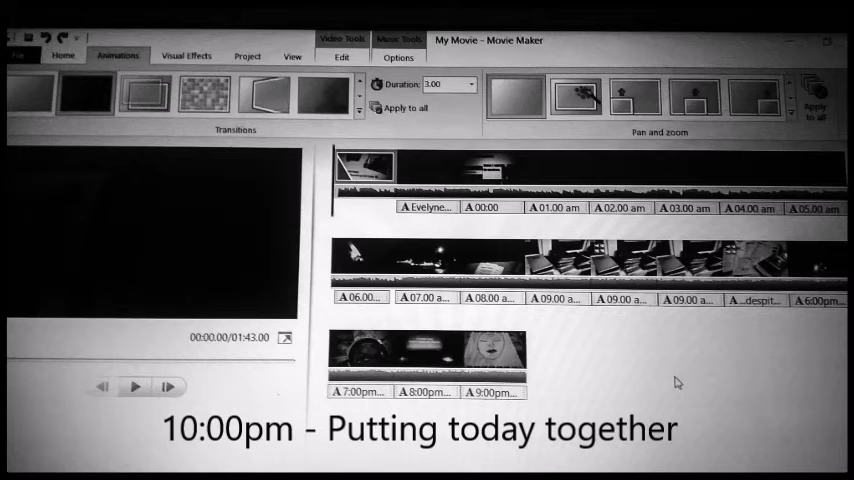 Video Tools
Music Tools
My Movie - Movie Maker
File
Home
Animations
Visual Effects
Project
View
Edit
Options
Duration: 3.00
Apply to all
Apply to all
Transitions
Pan and zoom
A Evelyne...
A 00:00
A 01.00 am
A 02.00 am
A 03.00 am
A 04.00 am
A 05.00 am
A 06.00...
A 07.00 a...
A 08.00 a...
A 09.00 a...
A 09.00 a...
A 09.00 a...
A ...despit...
A 6:00pm...
00:00.00/01:43.00
A 7:00pm...
A 8:00pm...
A 9:00pm...
10:00pm - Putting today together